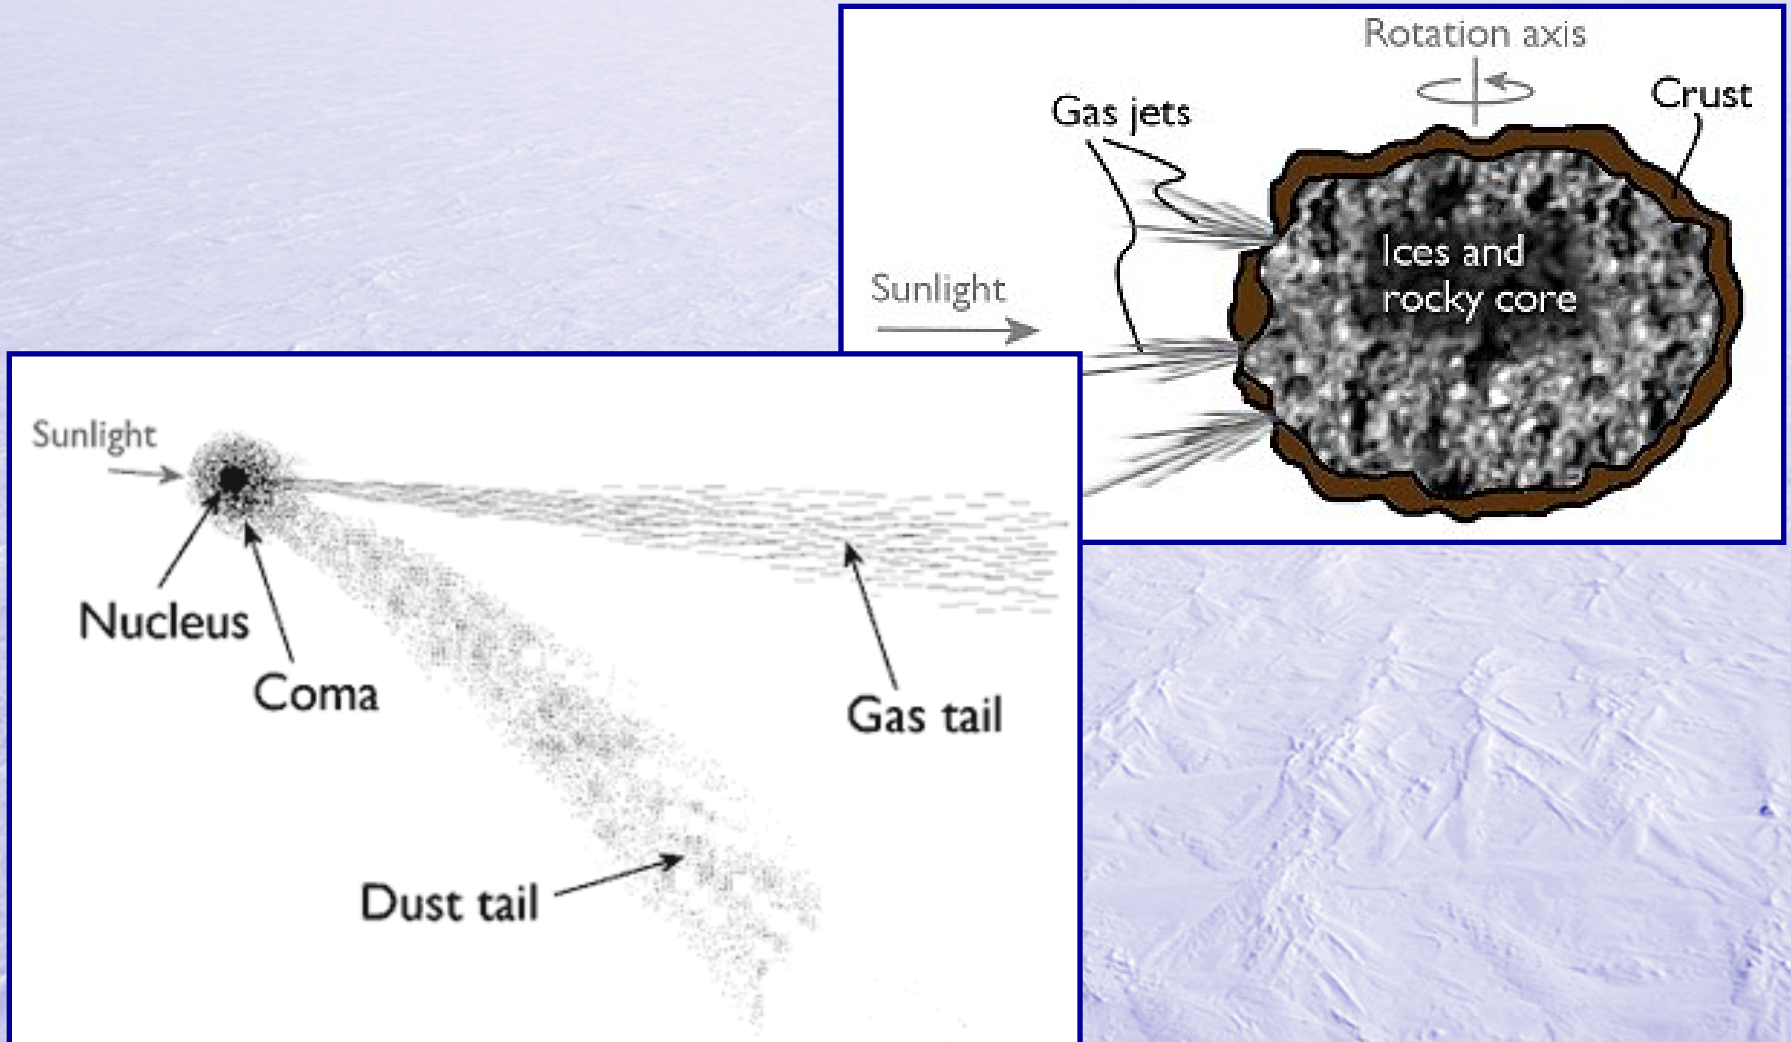 Rotation axis
Crust
Gas jets
Ices and
rocky core
Sunlight
Sunlight
Nucleus
Coma
Gas tail
Dust tail